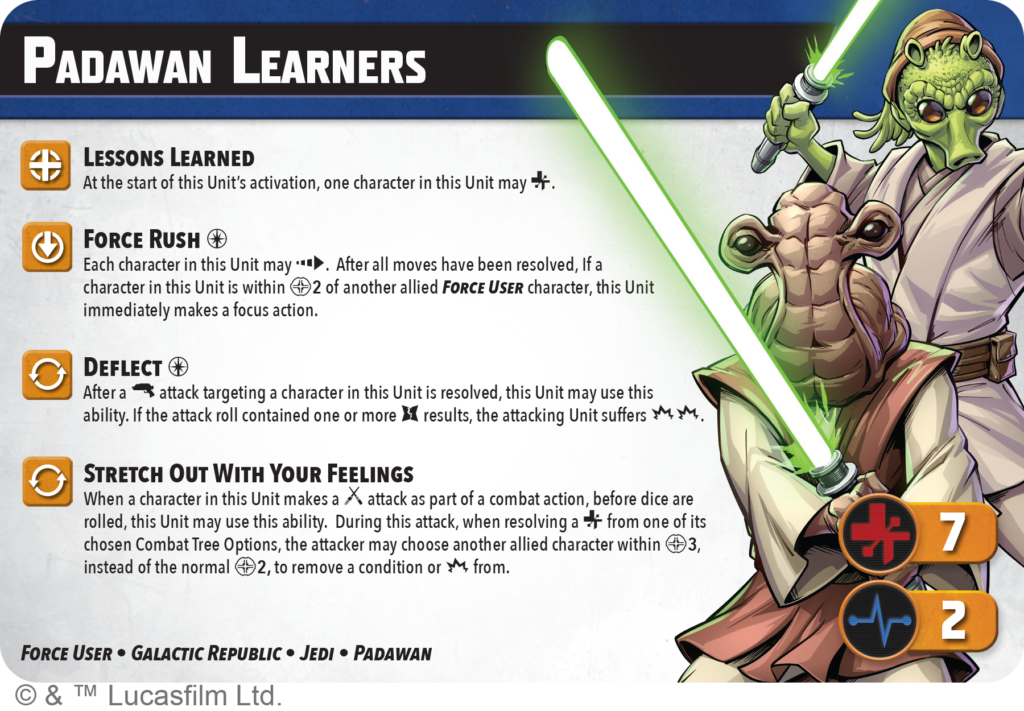 Padawan Learners
Lessons Learned
At the start of this Unit's activation, one character in this Unit may .
Force Rush
Each character in this Unit may . After all moves have been resolved, If a
character in this Unit is within 2 of another allied Force User character, this Unit
immediately makes a focus action.
Deflect
After a attack targeting a character in this Unit is resolved, this Unit may use this
ability. If the attack roll contained one or more results, the attacking Unit suffers .
Stretch Out With Your Feelings
When a character in this Unit makes a attack as part of a combat action, before dice are
rolled, this Unit may use this ability. During this attack, when resolving a from one of its
chosen Combat Tree Options, the attacker may choose another allied character within 3,
instead of the normal 2, to remove a condition or from.
7
2
Force User • Galactic Republic • Jedi • Padawan
© & ™ Lucasfilm Ltd.